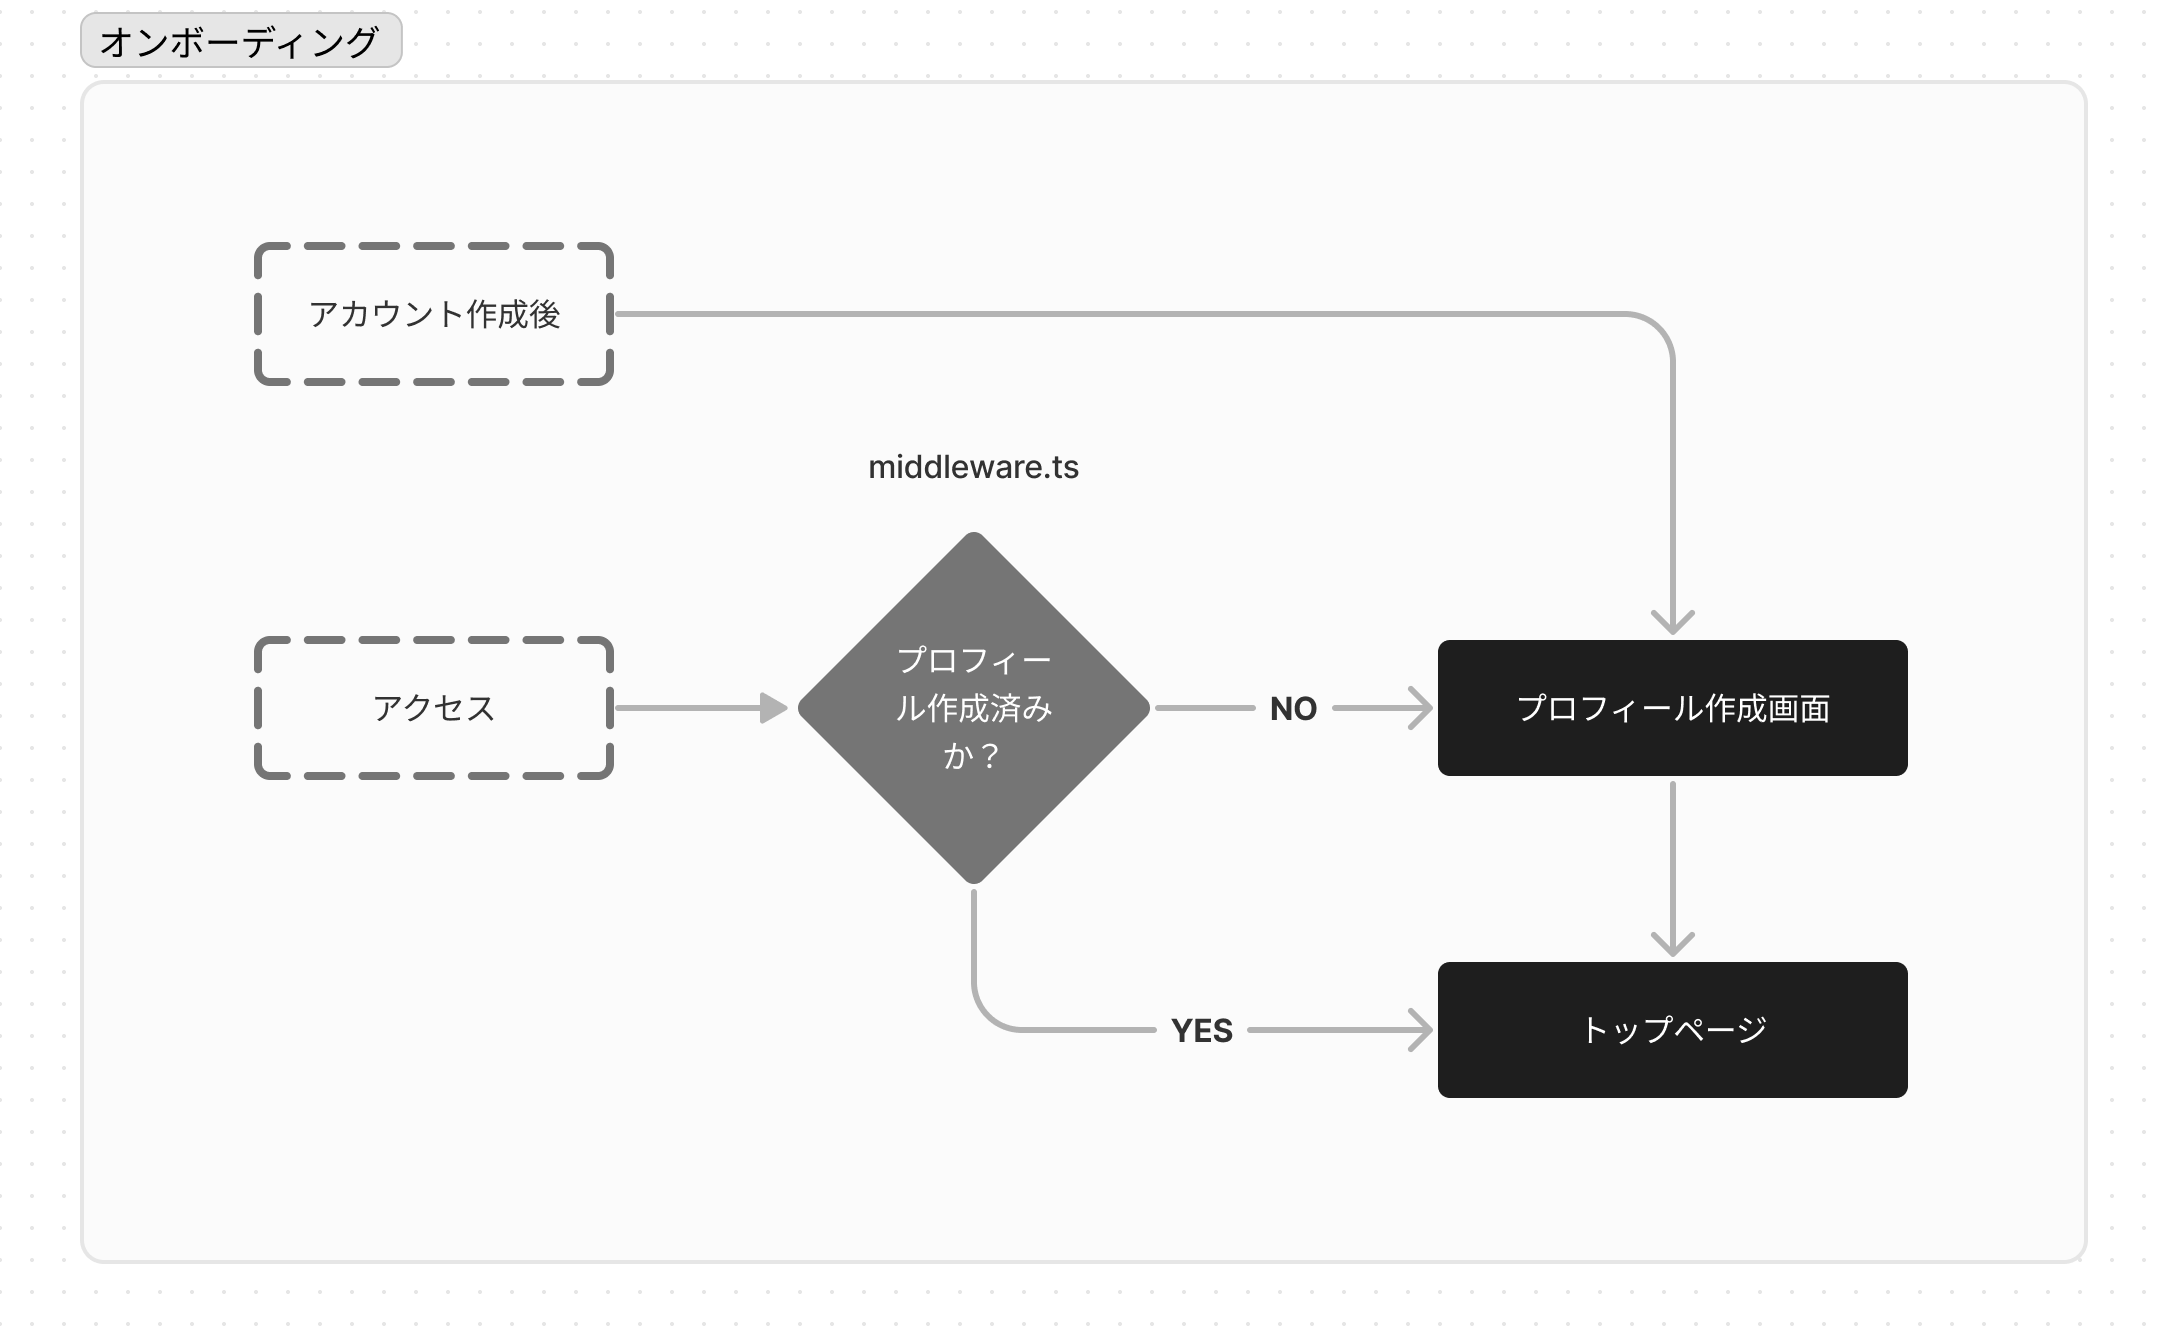 オンボーディング
アカウント作成後
middleware.ts
アクセス
プロフィー
ル作成済み
か？
NO
プロフィール作成画面
YES
トップページ